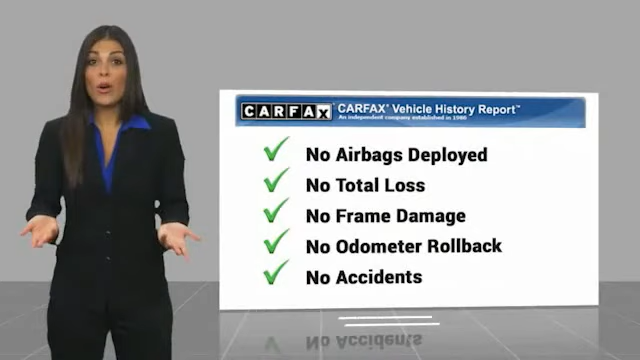 CARFAX CARFAX® Vehicle History Report™
An independent company established in 1986
No Airbags Deployed
No Total Loss
No Frame Damage
No Odometer Rollback
No Accidents